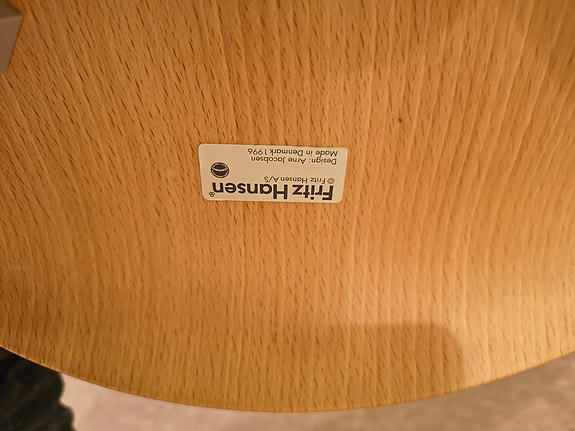 Fritz Hansen®
© Fritz Hansen A/S
Design: Arne Jacobsen
Made in Denmark 1996